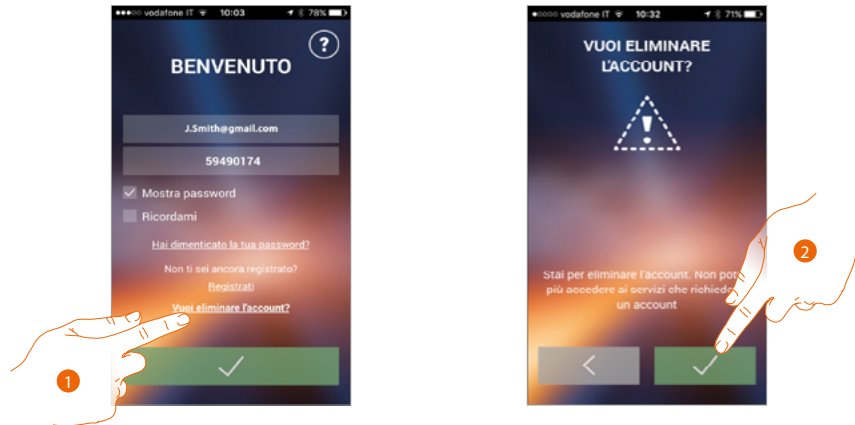 vodafone IT 10:03 78%
?
BENVENUTO
J.Smith@gmail.com
59490174
Mostra password
Ricordami
Hai dimenticato la tua password?
Non ti sei ancora registrato?
Registrati
Vuoi eliminare l'account?
1
vodafone IT 10:32 71%
VUOI ELIMINARE
L'ACCOUNT?
!
Stai per eliminare l'account. Non pot
più accedere ai servizi che richiedo
un account
2